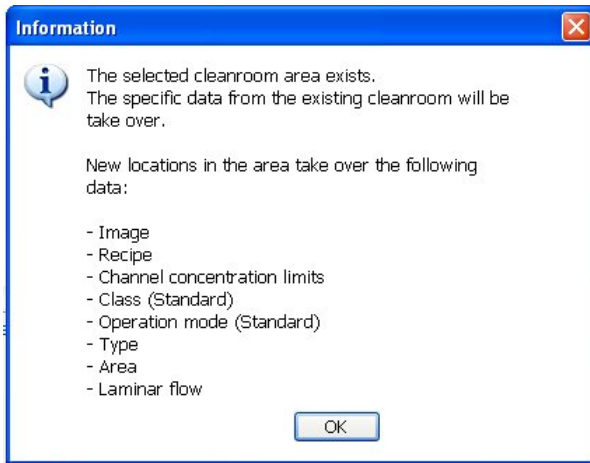 Information
The selected cleanroom area exists.
The specific data from the existing cleanroom will be
take over.
New locations in the area take over the following
data:
- Image
- Recipe
- Channel concentration limits
- Class (Standard)
- Operation mode (Standard)
- Type
- Area
- Laminar flow
OK